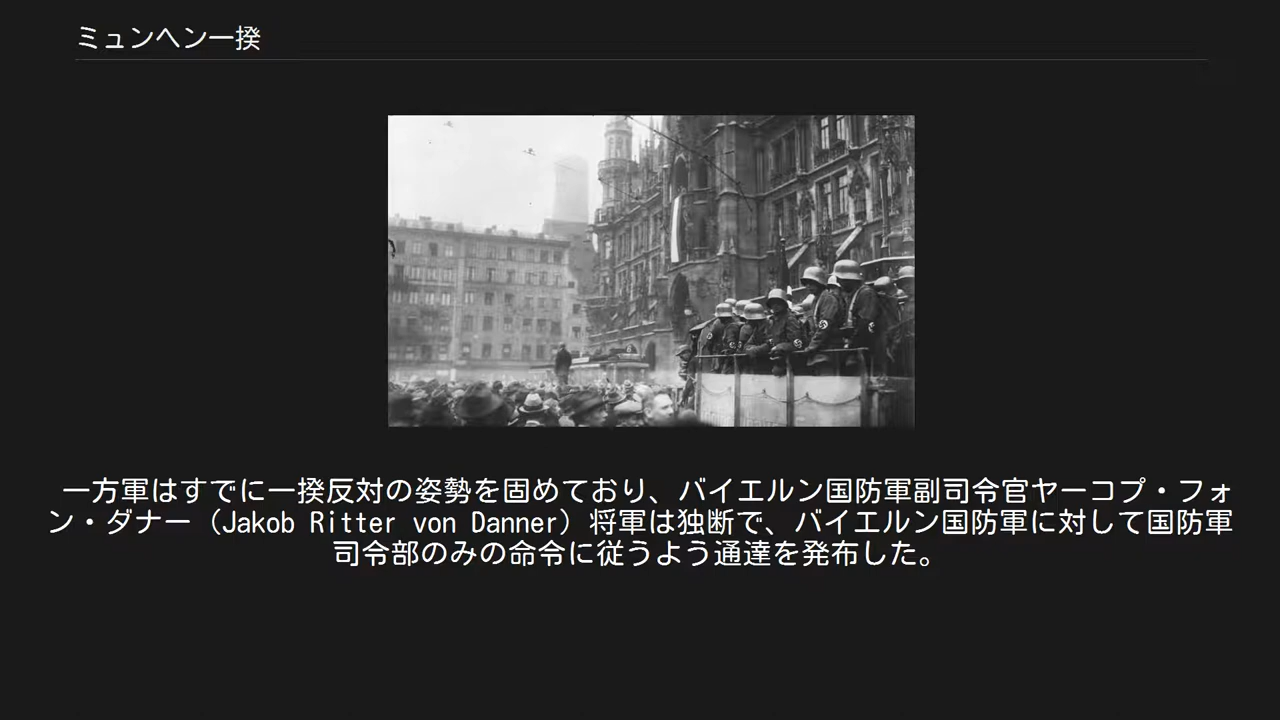 ミュンヘン一揆
一方軍はすでに一揆反対の姿勢を固めており、バイエルン国防軍副司令官ヤーコプ・フォ
ン・ダナー（Jakob Ritter von Danner）将軍は独断で、バイエルン国防軍に対して国防軍
司令部のみの命令に従うよう通達を発布した。